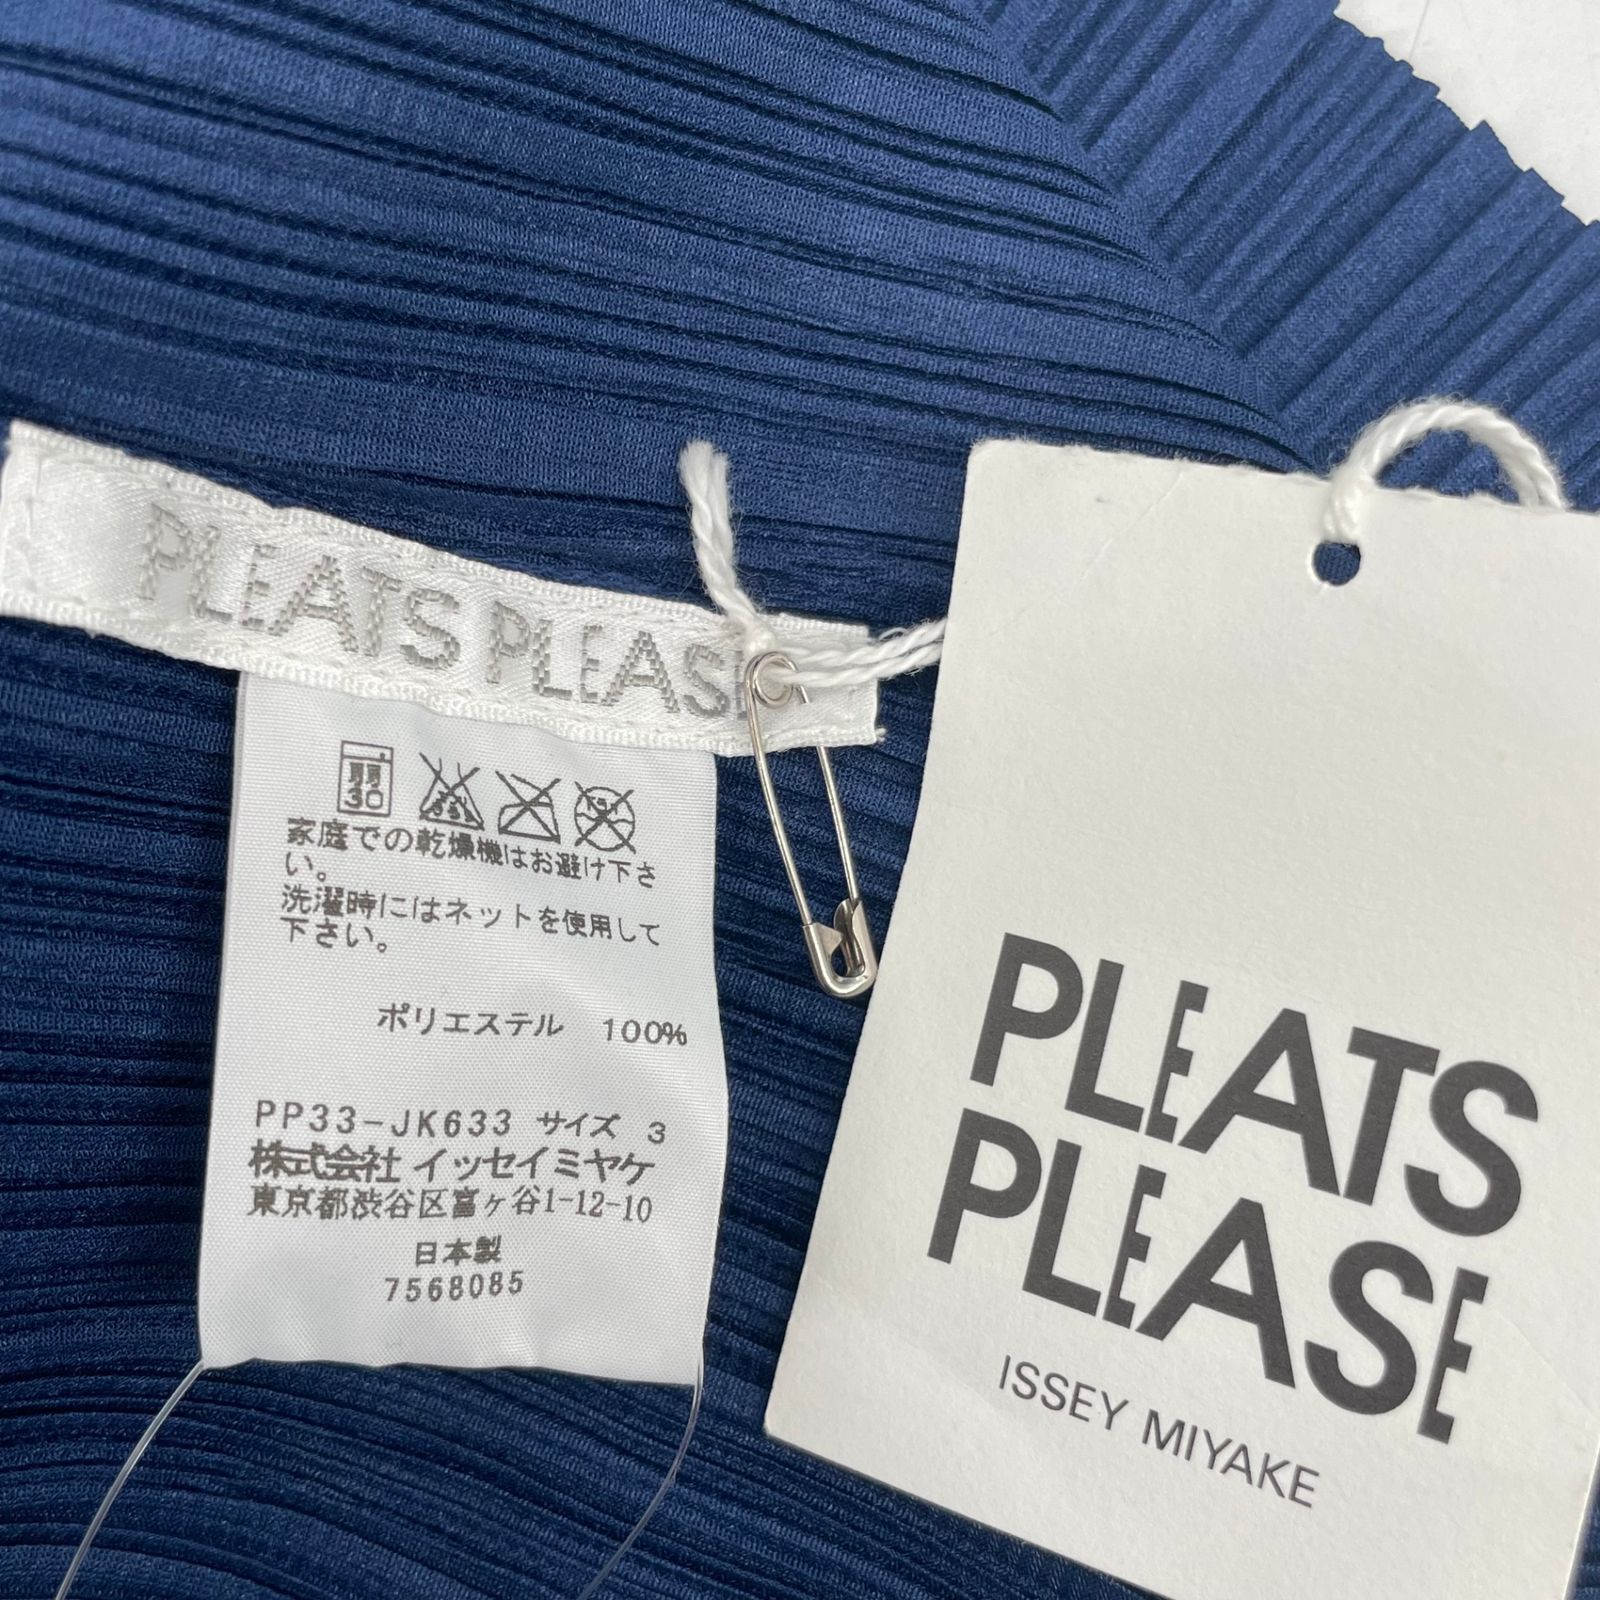 PLEATS PLEASE
弱
30
家庭での乾燥機はお避け下さ
い。
洗濯時にはネットを使用して
下さい。
ポリエステル 100%
PP33-JK633 サイズ 3
株式会社 イッセイミヤケ
東京都渋谷区富ヶ谷1-12-10
日本製
7568085
PLEATS
PLEASE
ISSEY MIYAKE